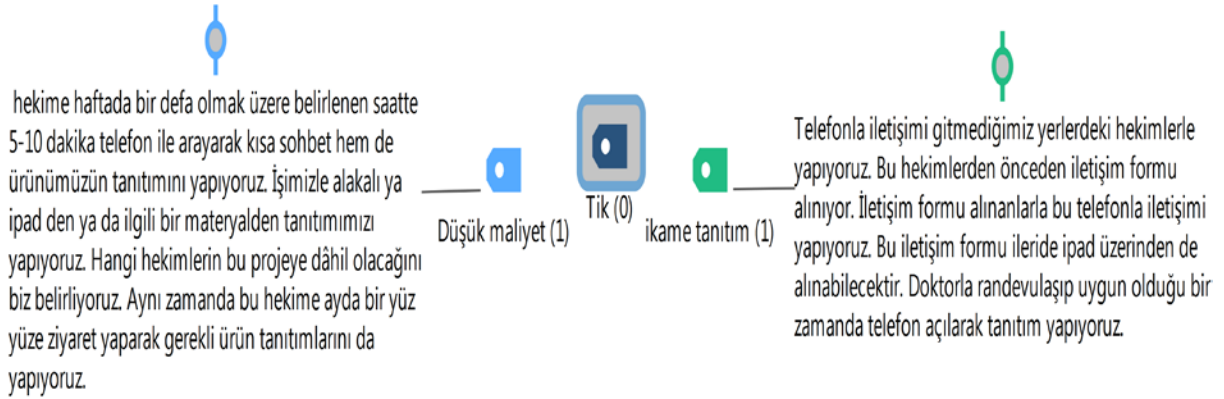 hekime haftada bir defa olmak üzere belirlenen saatte
5-10 dakika telefon ile arayarak kısa sohbet hem de
ürünümüzün tanıtımını yapıyoruz. İşimizle alakalı ya
ipad den ya da ilgili bir materyalden tanıtımımızı
yapıyoruz. Hangi hekimlerin bu projeye dâhil olacağını
biz belirliyoruz. Aynı zamanda bu hekime ayda bir yüz
yüze ziyaret yaparak gerekli ürün tanıtımlarını da
yapıyoruz.
Düşük maliyet (1)
Tik (0)
ikame tanıtım (1)
Telefonla iletişimi gitmediğimiz yerlerdeki hekimlerle
yapıyoruz. Bu hekimlerden önceden iletişim formu
alınıyor. İletişim formu alınanlarla bu telefonla iletişimi
yapıyoruz. Bu iletişim formu ileride ipad üzerinden de
alınabilecektir. Doktorla randevulaşıp uygun olduğu bir
zamanda telefon açılarak tanıtım yapıyoruz.